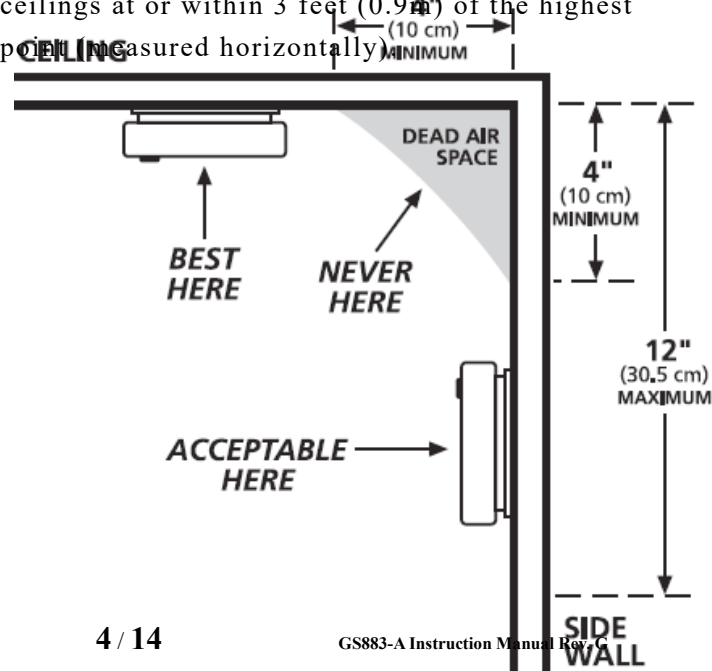 ceilings at or within 3 feet (0.9m) of the highest
point (measured horizontally).
4"
(10 cm)
MINIMUM
CEILING
DEAD AIR
SPACE
4"
(10 cm)
MINIMUM
BEST
HERE
NEVER
HERE
12"
(30.5 cm)
MAXIMUM
ACCEPTABLE
HERE
SIDE
WALL
4 / 14
GS883-A Instruction Manual Rev. G